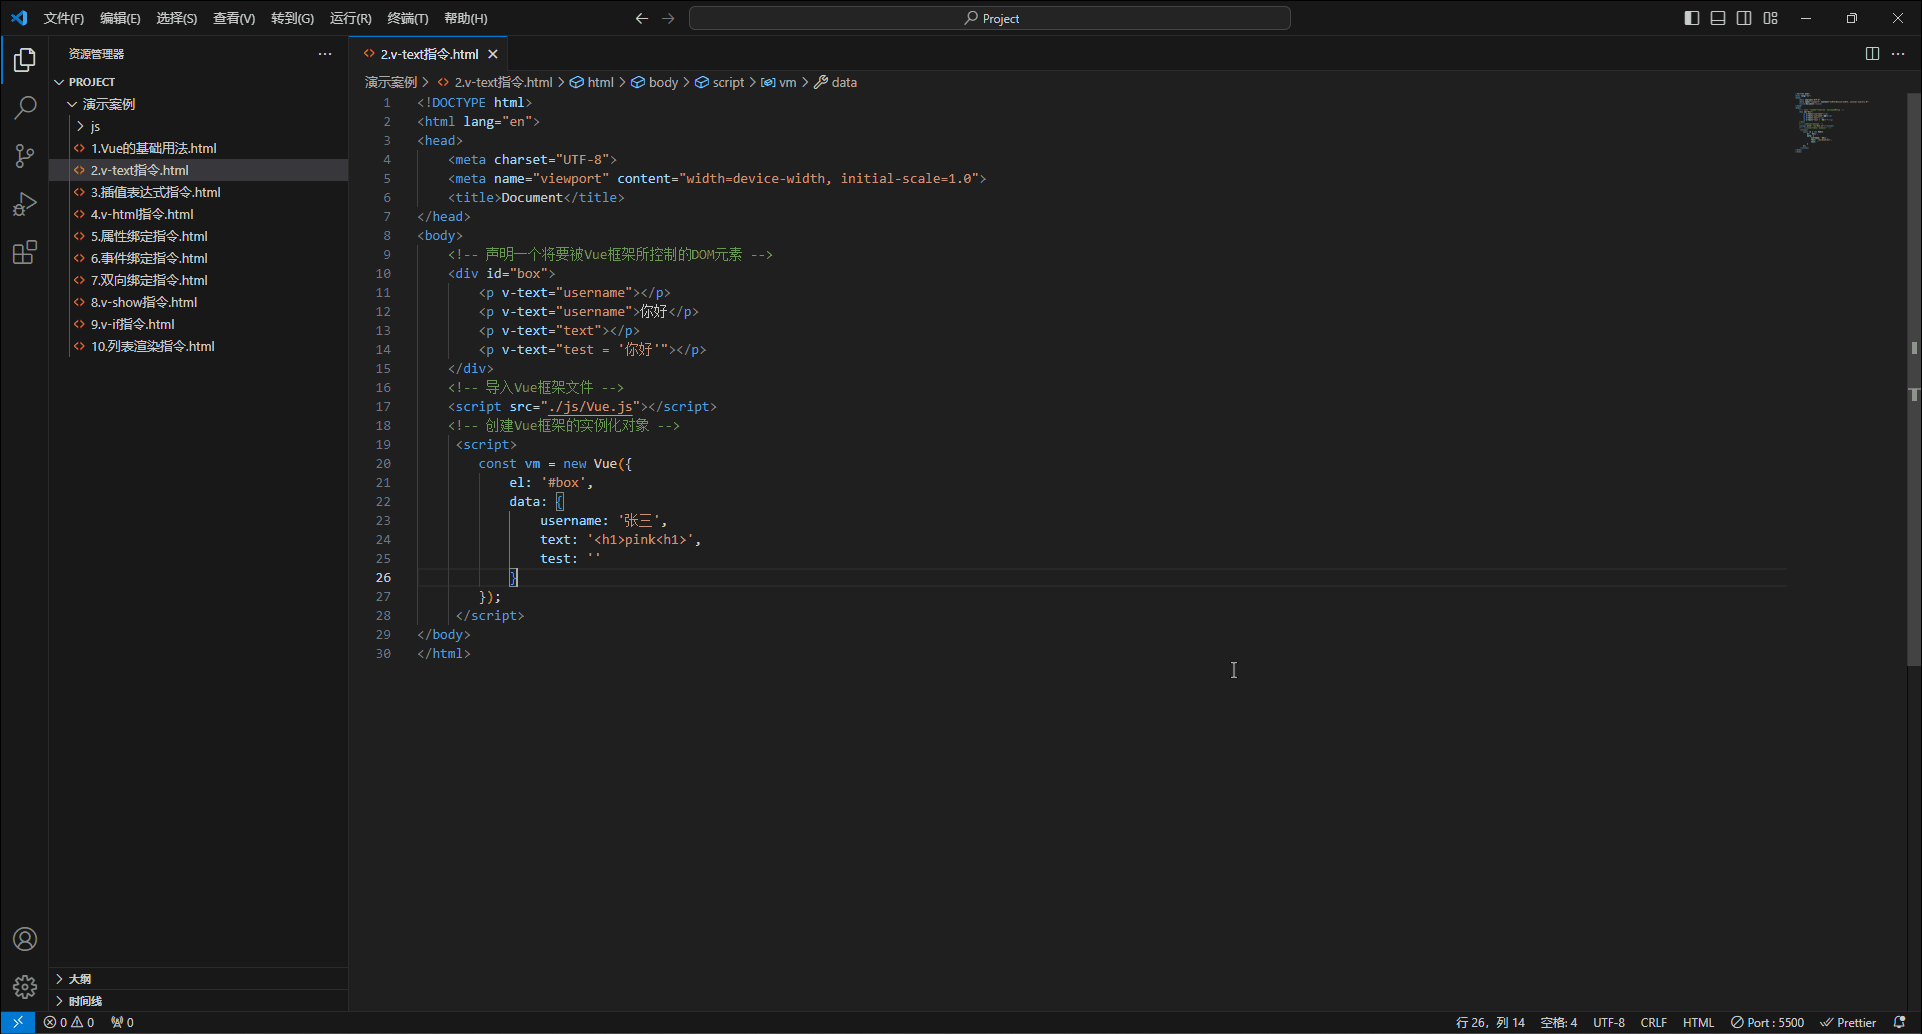 文件(F) 编辑(E) 选择(S) 查看(V) 转到(G) 运行(R) 终端(T) 帮助(H) Project
资源管理器
PROJECT
演示案例
js
1.Vue的基础用法.html
2.v-text指令.html
3.插值表达式指令.html
4.v-html指令.html
5.属性绑定指令.html
6.事件绑定指令.html
7.双向绑定指令.html
8.v-show指令.html
9.v-if指令.html
10.列表渲染指令.html
大纲
时间线
2.v-text指令.html
演示案例 > 2.v-text指令.html > html > body > script > vm > data
1 <!DOCTYPE html>
2 <html lang="en">
3 <head>
4 <meta charset="UTF-8">
5 <meta name="viewport" content="width=device-width, initial-scale=1.0">
6 <title>Document</title>
7 </head>
8 <body>
9 <!-- 声明一个将要被Vue框架所控制的DOM元素 -->
10 <div id="box">
11 <p v-text="username"></p>
12 <p v-text="username">你好</p>
13 <p v-text="text"></p>
14 <p v-text="test = '你好'"></p>
15 </div>
16 <!-- 导入Vue框架文件 -->
17 <script src="./js/Vue.js"></script>
18 <!-- 创建Vue框架的实例化对象 -->
19 <script>
20 const vm = new Vue({
21 el: '#box',
22 data: {
23 username: '张三',
24 text: '<h1>pink<h1>',
25 test: ''
26 }
27 });
28 </script>
29 </body>
30 </html>
0 0 0 行 26，列 14 空格: 4 UTF-8 CRLF HTML Port : 5500 Prettier